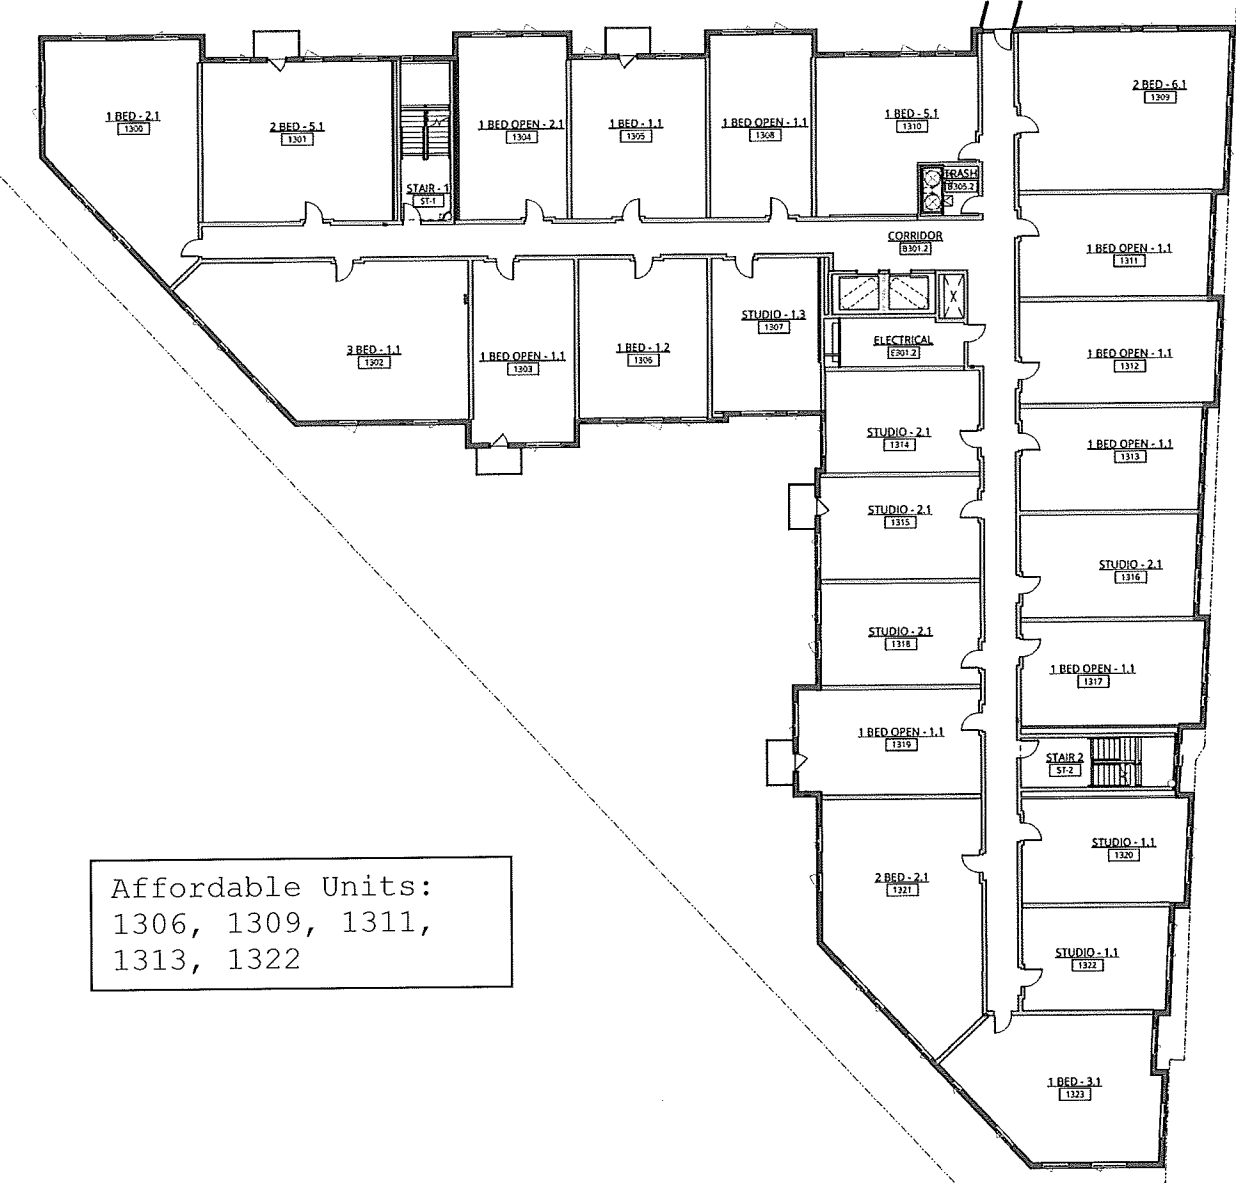 1 BED - 2.1
1300
2 BED - 5.1
1301
STAIR - 1
ST-1
1 BED OPEN - 2.1
1304
1 BED - 1.1
1305
1 BED OPEN - 1.1
1308
1 BED - 5.1
1310
TRASH
B305.2
2 BED - 6.1
1309
CORRIDOR
B301.2
1 BED OPEN - 1.1
1311
3 BED - 1.1
1302
1 BED OPEN - 1.1
1303
1 BED - 1.2
1306
STUDIO - 1.3
1307
ELECTRICAL
E301.2
1 BED OPEN - 1.1
1312
STUDIO - 2.1
1314
1 BED OPEN - 1.1
1313
STUDIO - 2.1
1315
STUDIO - 2.1
1316
STUDIO - 2.1
1318
1 BED OPEN - 1.1
1317
1 BED OPEN - 1.1
1319
STAIR 2
ST-2
STUDIO - 1.1
1320
2 BED - 2.1
1321
Affordable Units:
1306, 1309, 1311,
1313, 1322
STUDIO - 1.1
1322
1 BED - 3.1
1323